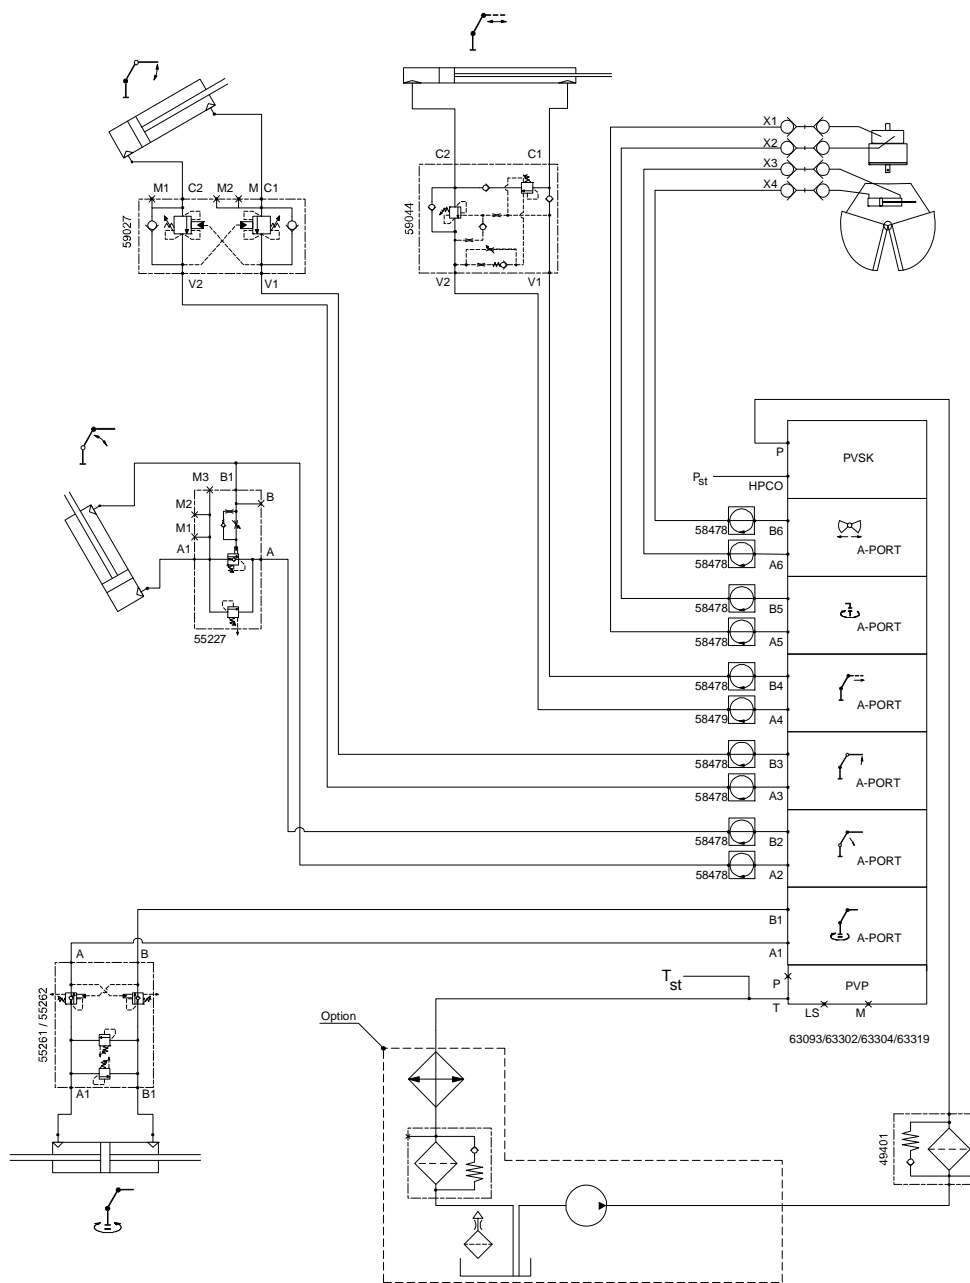 X1
X2
X3
X4
C2
C1
M1
C2
M2
M
C1
59027
59044
V2
V1
V2
V1
P
PVSK
Pst
HPCO
M3
B1
B
M2
M1
A1
A
55227
58478
B6
A-PORT
58478
A6
58478
B5
A-PORT
58478
A5
58478
B4
A-PORT
58479
A4
58478
B3
A-PORT
58478
A3
58478
B2
A-PORT
58478
A2
B1
A-PORT
A1
A
B
55261 / 55262
A1
B1
Tst
P
PVP
T
LS
M
63093/63302/63304/63319
Option
49401